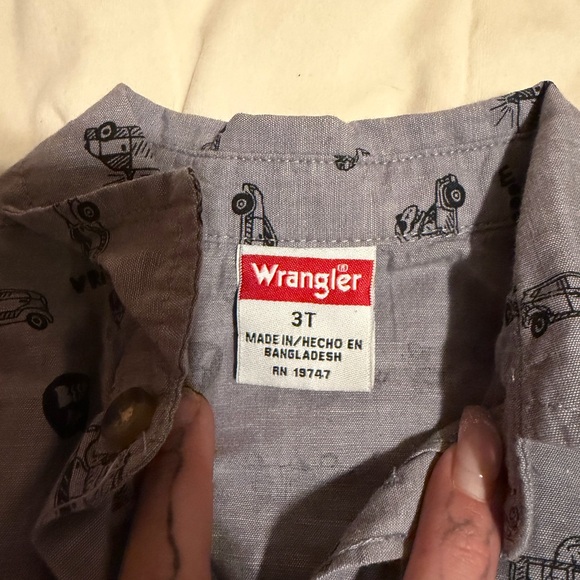 Wrangler®
3T
MADE IN/HECHO EN
BANGLADESH
RN 19747